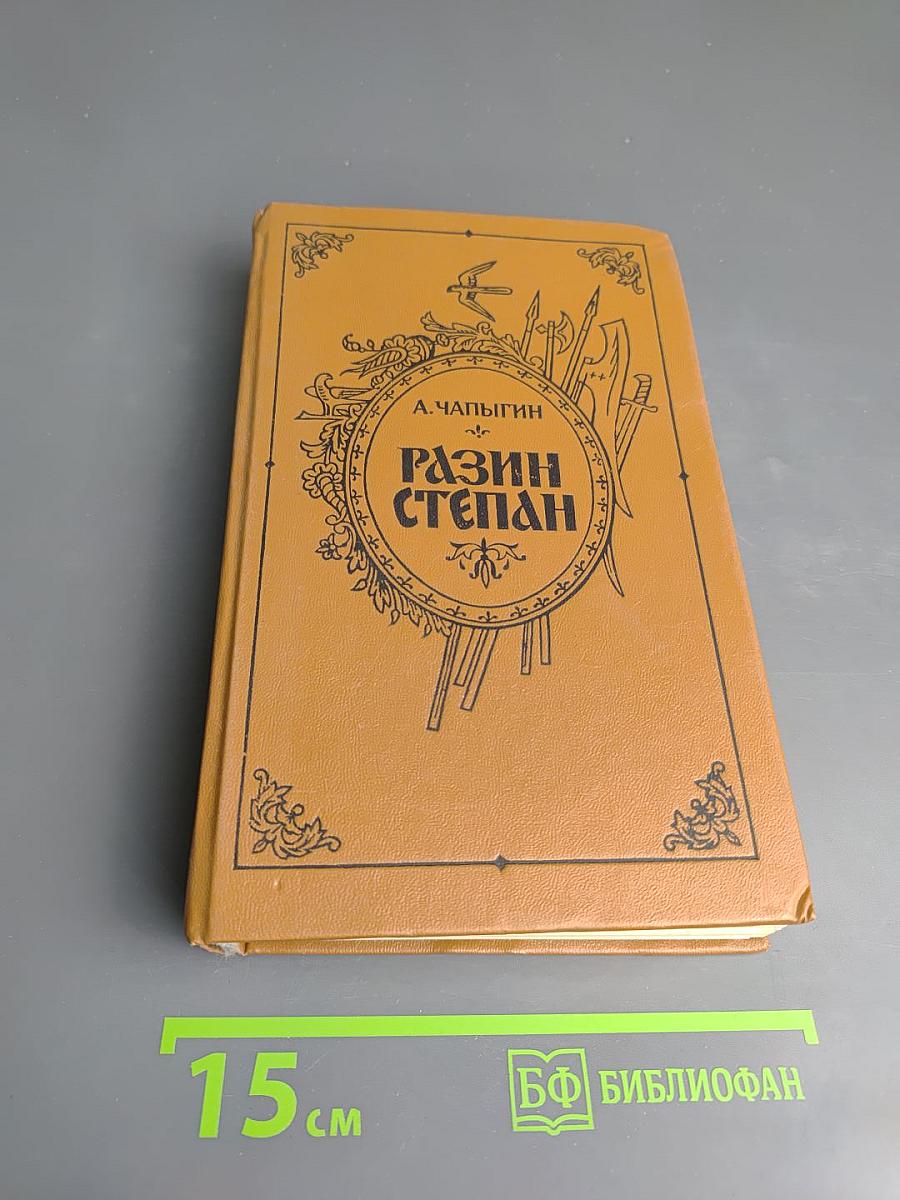 А. ЧАПЫГИН
РАЗИН
СТЕПАН
15 см
БФ БИБЛИОФАН